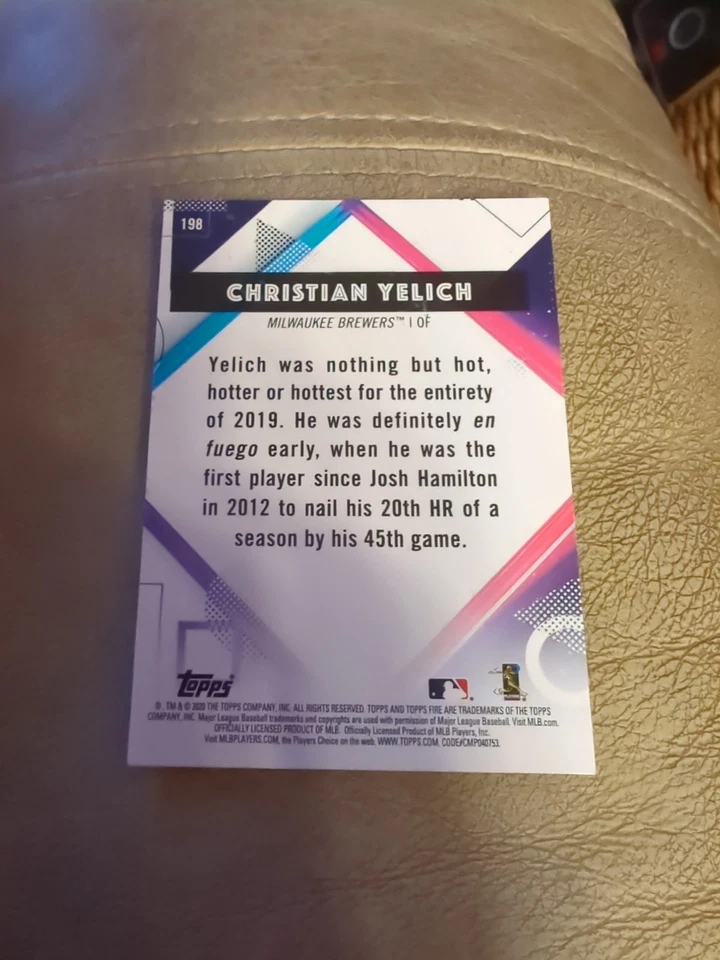 198
CHRISTIAN YELICH
MILWAUKEE BREWERS™ | OF
Yelich was nothing but hot,
hotter or hottest for the entirety
of 2019. He was definitely en
fuego early, when he was the
first player since Josh Hamilton
in 2012 to nail his 20th HR of a
season by his 45th game.
Topps®
®, TM & © 2020 THE TOPPS COMPANY, INC. ALL RIGHTS RESERVED. TOPPS AND TOPPS FIRE ARE TRADEMARKS OF THE TOPPS
COMPANY, INC. Major League Baseball trademarks and copyrights are used with permission of Major League Baseball. Visit MLB.com.
OFFICIALLY LICENSED PRODUCT OF MLB. Officially Licensed Product of MLB Players, Inc.
Visit MLBPLAYERS.COM, the Players Choice on the web. WWW.TOPPS.COM. CODE#CMP040753.